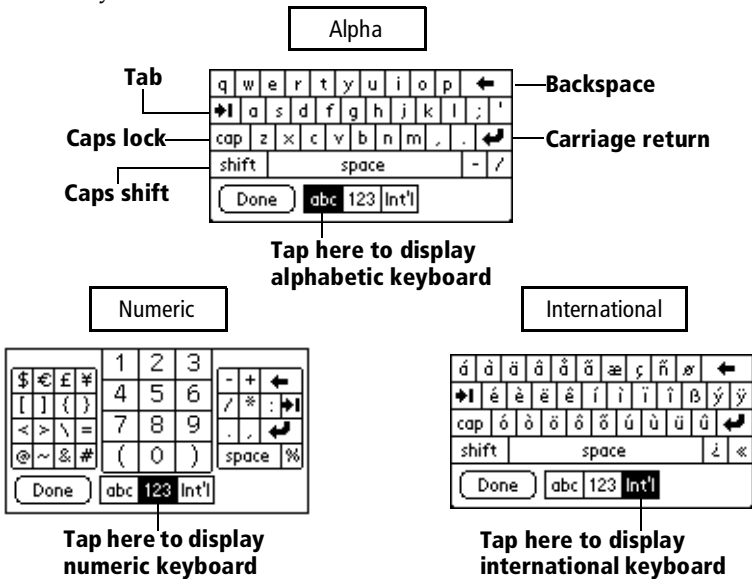 Alpha
Tab
q w e r t y u i o p
Backspace
a s d f g h j k l ; '
Caps lock
cap z x c v b n m , .
Carriage return
shift space - /
Caps shift
Done abc 123 Int'l
Tap here to display
alphabetic keyboard
Numeric
$ € £ ¥ 1 2 3 - +
[ ] { } 4 5 6 / * :
< > \ = 7 8 9 . ,
@ ~ & # ( 0 ) space %
Done abc 123 Int'l
Tap here to display
numeric keyboard
International
á à ä â å ã æ ç ñ ø
é è ë ê í ì ï î ß ý ÿ
cap ó ò ö ô õ ú ù ü û
shift space ¿ «
Done abc 123 Int'l
Tap here to display
international keyboard